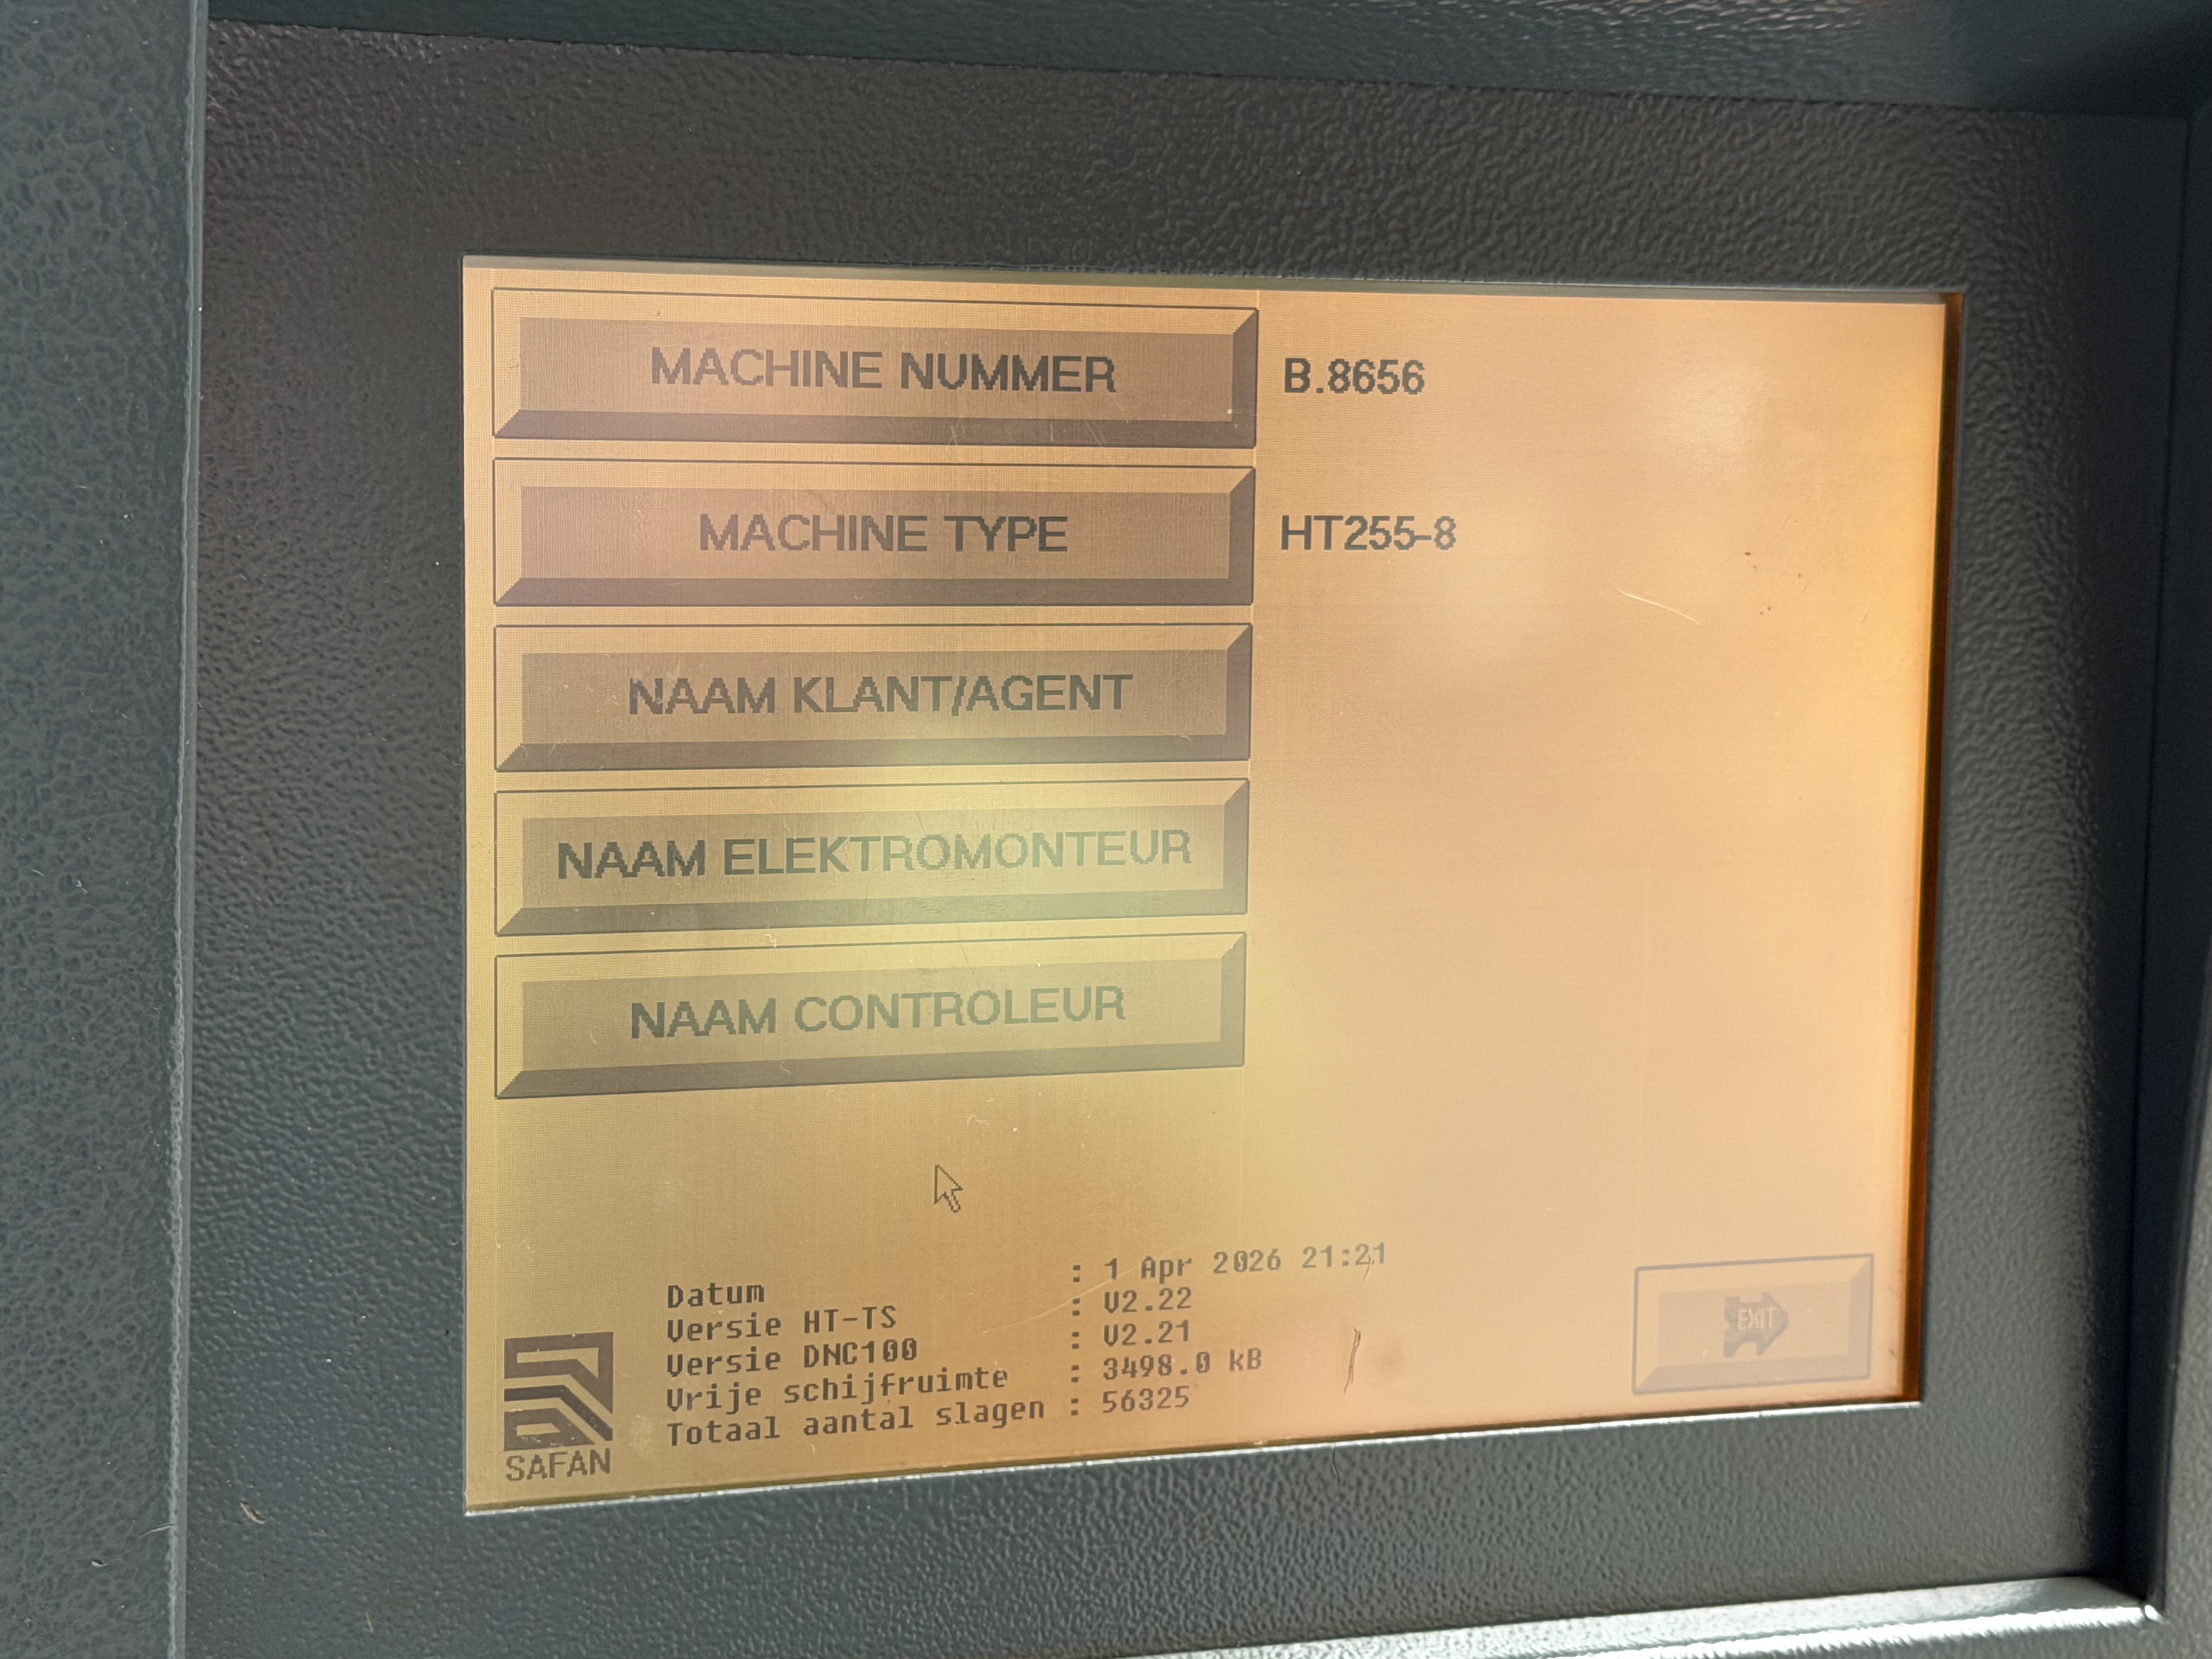 MACHINE NUMMER B.8656
MACHINE TYPE HT255-8
NAAM KLANT/AGENT
NAAM ELEKTROMONTEUR
NAAM CONTROLEUR
Datum : 1 Apr 2026 21:21
Versie HT-TS : V2.22
Versie DNC100 : V2.21
Vrije schijfruimte : 3498.0 kB
Totaal aantal slagen : 56325
SAFAN
EXIT